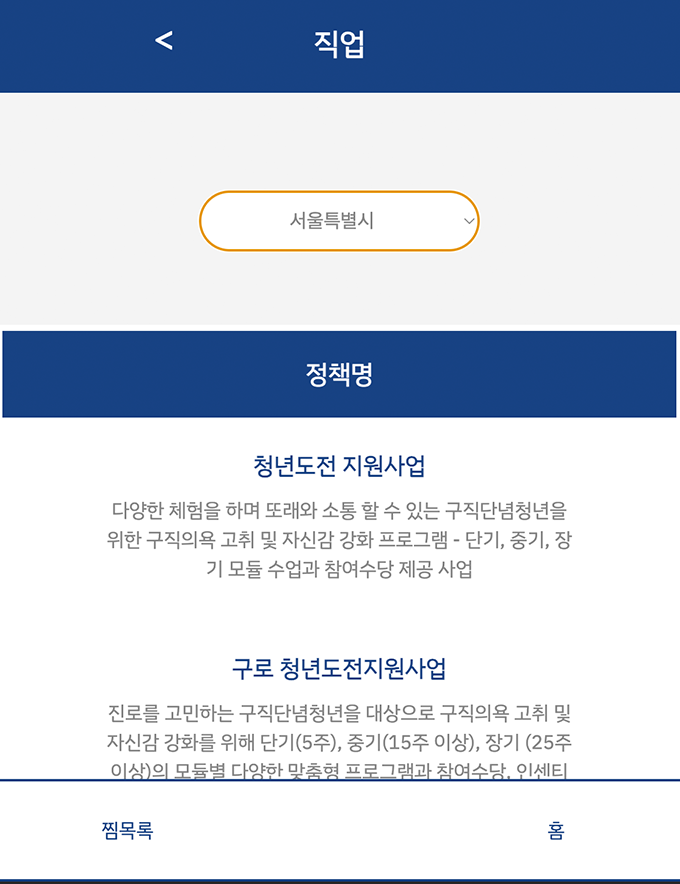 < 직업
서울특별시
정책명
청년도전 지원사업
다양한 체험을 하며 또래와 소통 할 수 있는 구직단념청년을
위한 구직의욕 고취 및 자신감 강화 프로그램 - 단기, 중기, 장
기 모듈 수업과 참여수당 제공 사업
구로 청년도전지원사업
진로를 고민하는 구직단념청년을 대상으로 구직의욕 고취 및
자신감 강화를 위해 단기(5주), 중기(15주 이상), 장기 (25주
이상)의 모듈별 다양한 맞춤형 프로그램과 참여수당, 인센티
찜목록 홈